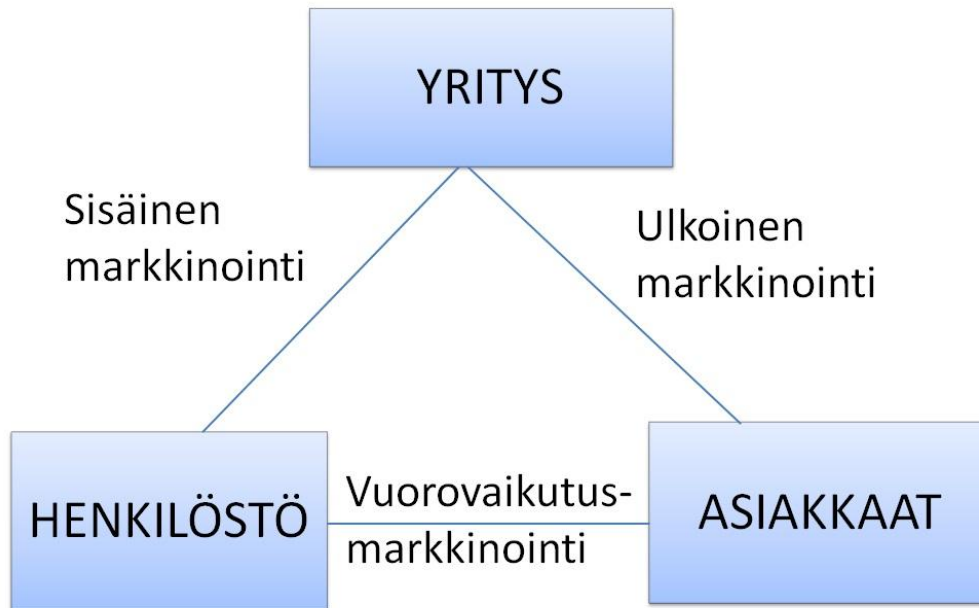 YRITYS
Sisäinen
markkinointi
Ulkoinen
markkinointi
HENKILÖSTÖ
Vuorovaikutus-
markkinointi
ASIAKKAAT